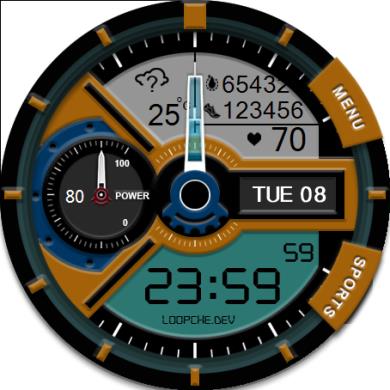 ??
65432
25°
123456
70
MENU
100
80 POWER
0
TUE 08
59
23:59
LOOPCHE.DEV
SPORTS